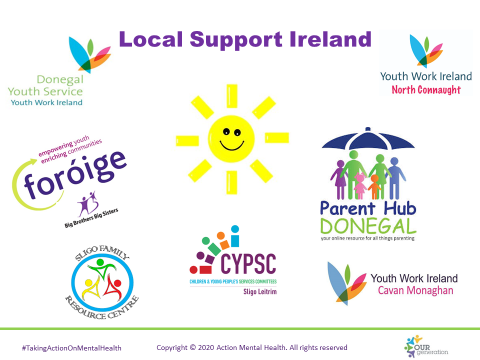 Local Support Ireland
Donegal
Youth Service
Youth Work Ireland
Youth Work Ireland
North Connaught
empowering youth
enriching communities
foróige
Big Brothers Big Sisters
Parent Hub
DONEGAL
your online resource for all things parenting
SLIGO FAMILY
RESOURCE CENTRE
CYPSC
CHILDREN & YOUNG PEOPLE'S SERVICES COMMITTEES
Sligo Leitrim
Youth Work Ireland
Cavan Monaghan
#TakingActionOnMentalHealth
Copyright © 2020 Action Mental Health. All rights reserved
OUR
generation